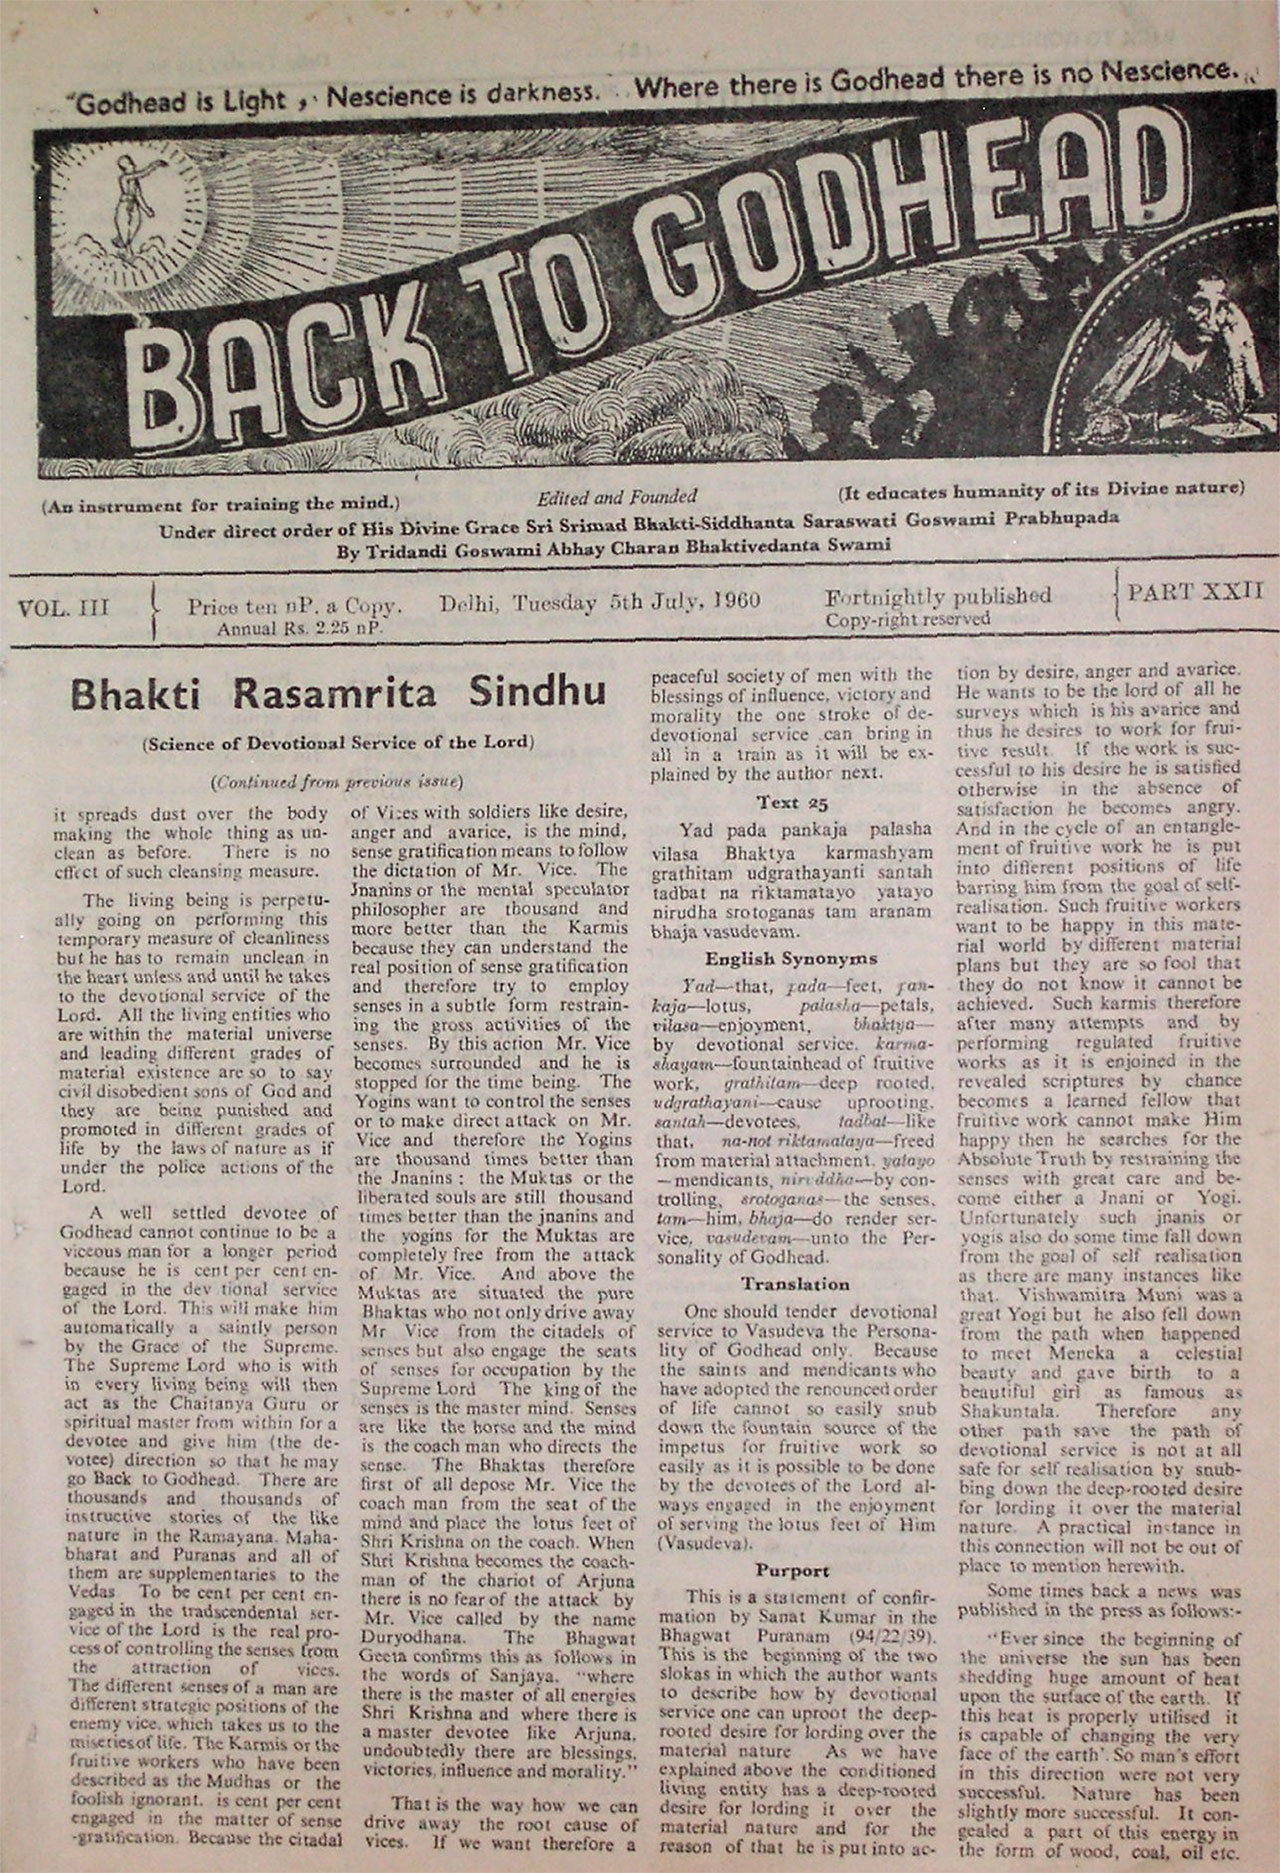 "Godhead is Light, Nescience is darkness. Where there is Godhead there is no Nescience.
BACK TO GODHEAD
(An instrument for training the mind.) Edited and Founded (It educates humanity of its Divine nature)
Under direct order of His Divine Grace Sri Srimad Bhakti-Siddhanta Saraswati Goswami Prabhupada
By Tridandi Goswami Abhay Charan Bhaktivedanta Swami
VOL. III Price ten nP. a Copy. Delhi, Tuesday 5th July, 1960 Fortnightly published PART XXII
Annual Rs. 2.25 nP. Copy-right reserved
Bhakti Rasamrita Sindhu
(Science of Devotional Service of the Lord)
(Continued from previous issue)
it spreads dust over the body
making the whole thing as un-
clean as before. There is no
effect of such cleansing measure.
The living being is perpetu-
ally going on performing this
temporary measure of cleanliness
but he has to remain unclean in
the heart unless and until he takes
to the devotional service of the
Lord. All the living entities who
are within the material universe
and leading different grades of
material existence are so to say
civil disobedient sons of God and
they are being punished and
promoted in different grades of
life by the laws of nature as if
under the police actions of the
Lord.
A well settled devotee of
Godhead cannot continue to be a
viceous man for a longer period
because he is cent per cent en-
gaged in the dev tional service
of the Lord. This will make him
automatically a saintly person
by the Grace of the Supreme.
The Supreme Lord who is with
in every living being will then
act as the Chaitanya Guru or
spiritual master from within for a
devotee and give him (the de-
votee) direction so that he may
go Back to Godhead. There are
thousands and thousands of
instructive stories of the like
nature in the Ramayana, Maha-
bharat and Puranas and all of
them are supplementaries to the
Vedas To be cent per cent en-
gaged in the tradscendental ser-
vice of the Lord is the real pro-
cess of controlling the senses from
the attraction of vices.
The different senses of a man are
different strategic positions of the
enemy vice, which takes us to the
miseries of life. The Karmis or the
fruitive workers who have been
described as the Mudhas or the
foolish ignorant, is cent per cent
engaged in the matter of sense
-gratification. Because the citadal
of Vices with soldiers like desire,
anger and avarice, is the mind,
sense gratification means to follow
the dictation of Mr. Vice. The
Jnanins or the mental speculator
philosopher are thousand and
more better than the Karmis
because they can understand the
real position of sense gratification
and therefore try to employ
senses in a subtle form restrain-
ing the gross activities of the
senses. By this action Mr. Vice
becomes surrounded and he is
stopped for the time being. The
Yogins want to control the senses
or to make direct attack on Mr.
Vice and therefore the Yogins
are thousand times better than
the Jnanins : the Muktas or the
liberated souls are still thousand
times better than the jnanins and
the yogins for the Muktas are
completely free from the attack
of Mr. Vice. And above the
Muktas are situated the pure
Bhaktas who not only drive away
Mr Vice from the citadels of
senses but also engage the seats
of senses for occupation by the
Supreme Lord The king of the
senses is the master mind. Senses
are like the horse and the mind
is the coach man who directs the
sense. The Bhaktas therefore
first of all depose Mr. Vice the
coach man from the seat of the
mind and place the lotus feet of
Shri Krishna on the coach. When
Shri Krishna becomes the coach-
man of the chariot of Arjuna
there is no fear of the attack by
Mr. Vice called by the name
Duryodhana. The Bhagwat
Geeta confirms this as follows in
the words of Sanjaya, "where
there is the master of all energies
Shri Krishna and where there is
a master devotee like Arjuna,
undoubtedly there are blessings,
victories, influence and morality."
That is the way how we can
drive away the root cause of
vices. If we want therefore a
peaceful society of men with the
blessings of influence, victory and
morality the one stroke of de-
devotional service can bring in
all in a train as it will be ex-
plained by the author next.
Text 25
Yad pada pankaja palasha
vilasa Bhaktya karmashyam
grathitam udgrathayanti santah
tadbat na riktamatayo yatayo
nirudha srotoganas tam aranam
bhaja vasudevam.
English Synonyms
Yad—that, pada—feet, pan-
kaja—lotus, palasha—petals,
vilasa—enjoyment, bhaktya—
by devotional service, karma-
shayam—fountainhead of fruitive
work, grathitam—deep rooted,
udgrathayani—cause uprooting,
santah—devotees, tadbat—like
that, na-not riktamataya—freed
from material attachment, yatayo
—mendicants, niruddha—by con-
trolling, srotoganas—the senses,
tam—him, bhaja—do render ser-
vice, vasudevam—unto the Per-
sonality of Godhead.
Translation
One should tender devotional
service to Vasudeva the Persona-
lity of Godhead only. Because
the saints and mendicants who
have adopted the renounced order
of life cannot so easily snub
down the fountain source of the
impetus for fruitive work so
easily as it is possible to be done
by the devotees of the Lord al-
ways engaged in the enjoyment
of serving the lotus feet of Him
(Vasudeva).
Purport
This is a statement of confir-
mation by Sanat Kumar in the
Bhagwat Puranam (94/22/39).
This is the beginning of the two
slokas in which the author wants
to describe how by devotional
service one can uproot the deep-
rooted desire for lording over the
material nature As we have
explained above the conditioned
living entity has a deep-rooted
desire for lording it over the
material nature and for the
reason of that he is put into ac-
tion by desire, anger and avarice.
He wants to be the lord of all he
surveys which is his avarice and
thus he desires to work for frui-
tive result. If the work is suc-
cessful to his desire he is satisfied
otherwise in the absence of
satisfaction he becomes angry.
And in the cycle of an entangle-
ment of fruitive work he is put
into different positions of life
barring him from the goal of self-
realisation. Such fruitive workers
want to be happy in this mate-
rial world by different material
plans but they are so fool that
they do not know it cannot be
achieved. Such karmis therefore
after many attempts and by
performing regulated fruitive
works as it is enjoined in the
revealed scriptures by chance
becomes a learned fellow that
fruitive work cannot make Him
happy then he searches for the
Absolute Truth by restraining the
senses with great care and be-
come either a Jnani or Yogi.
Unfortunately such jnanis or
yogis also do some time fall down
from the goal of self realisation
as there are many instances like
that. Vishwamitra Muni was a
great Yogi but he also fell down
from the path when happened
to meet Meneka a celestial
beauty and gave birth to a
beautiful girl as famous as
Shakuntala. Therefore any
other path save the path of
devotional service is not at all
safe for self realisation by snub-
bing down the deep-rooted desire
for lording it over the material
nature. A practical instance in
this connection will not be out of
place to mention herewith.
Some times back a news was
published in the press as follows:-
"Ever since the beginning of
the universe the sun has been
shedding huge amount of heat
upon the surface of the earth. If
this heat is properly utilised it
is capable of changing the very
face of the earth'. So man's effort
in this direction were not very
successful. Nature has been
slightly more successful. It con-
gealed a part of this energy in
the form of wood, coal, oil etc.